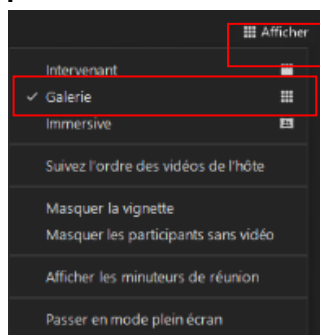 Afficher
Intervenant
Galerie
Immersive
Suivez l'ordre des vidéos de l'hôte
Masquer la vignette
Masquer les participants sans vidéo
Afficher les minuteurs de réunion
Passer en mode plein écran